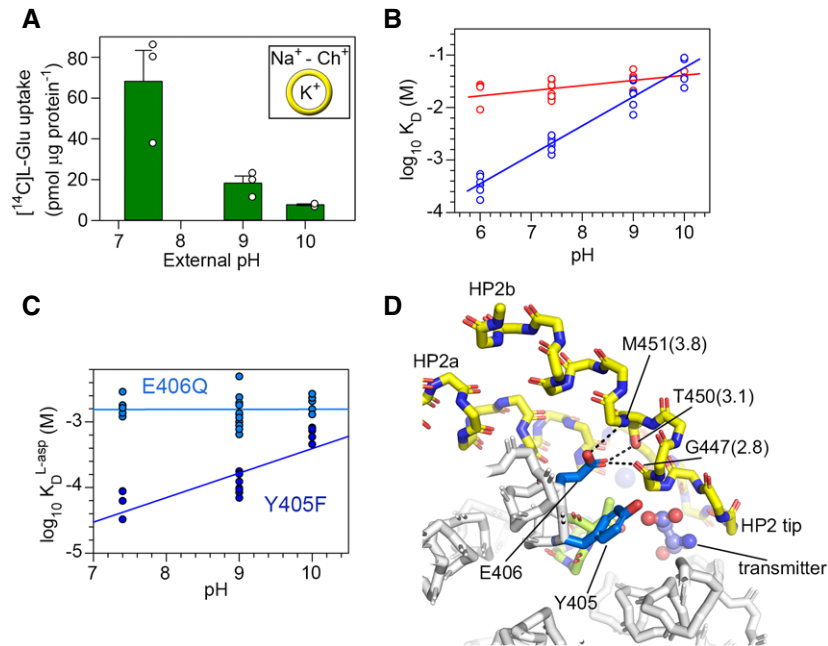 A
[¹⁴C]L-Glu uptake
(pmol μg protein⁻¹)
80
60
40
20
0
Na⁺ - Ch⁺
K⁺
7
8
9
10
External pH
B
log₁₀ K_D (M)
-1
-2
-3
-4
6
7
8
9
10
pH
C
log₁₀ K_D^L-asp (M)
-3
-4
-5
E406Q
Y405F
7
8
9
10
pH
D
HP2b
HP2a
M451(3.8)
T450(3.1)
G447(2.8)
HP2 tip
E406
Y405
transmitter